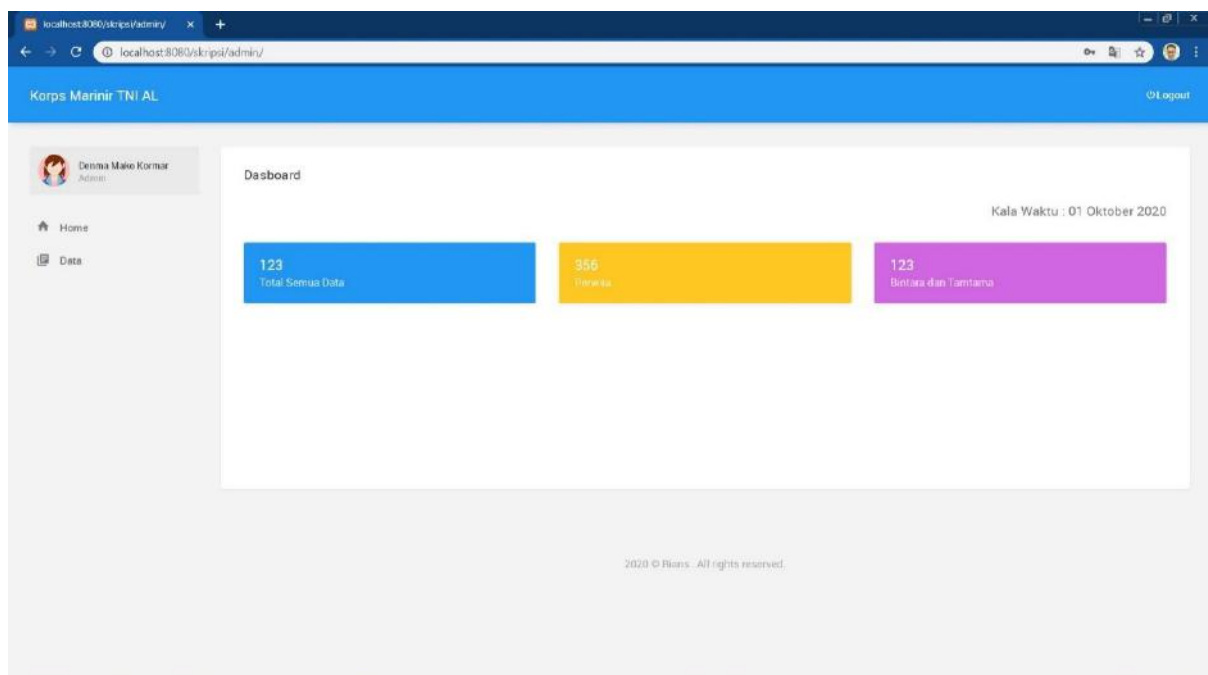 localhost:8080/skripsi/admin/
localhost:8080/skripsi/admin/
Korps Marinir TNI AL
Logout
Denma Mako Kormar
Admin
Home
Data
Dasboard
Kala Waktu : 01 Oktober 2020
123
Total Semua Data
356
Perwira
123
Bintara dan Tamtama
2020 © Rians. All rights reserved.